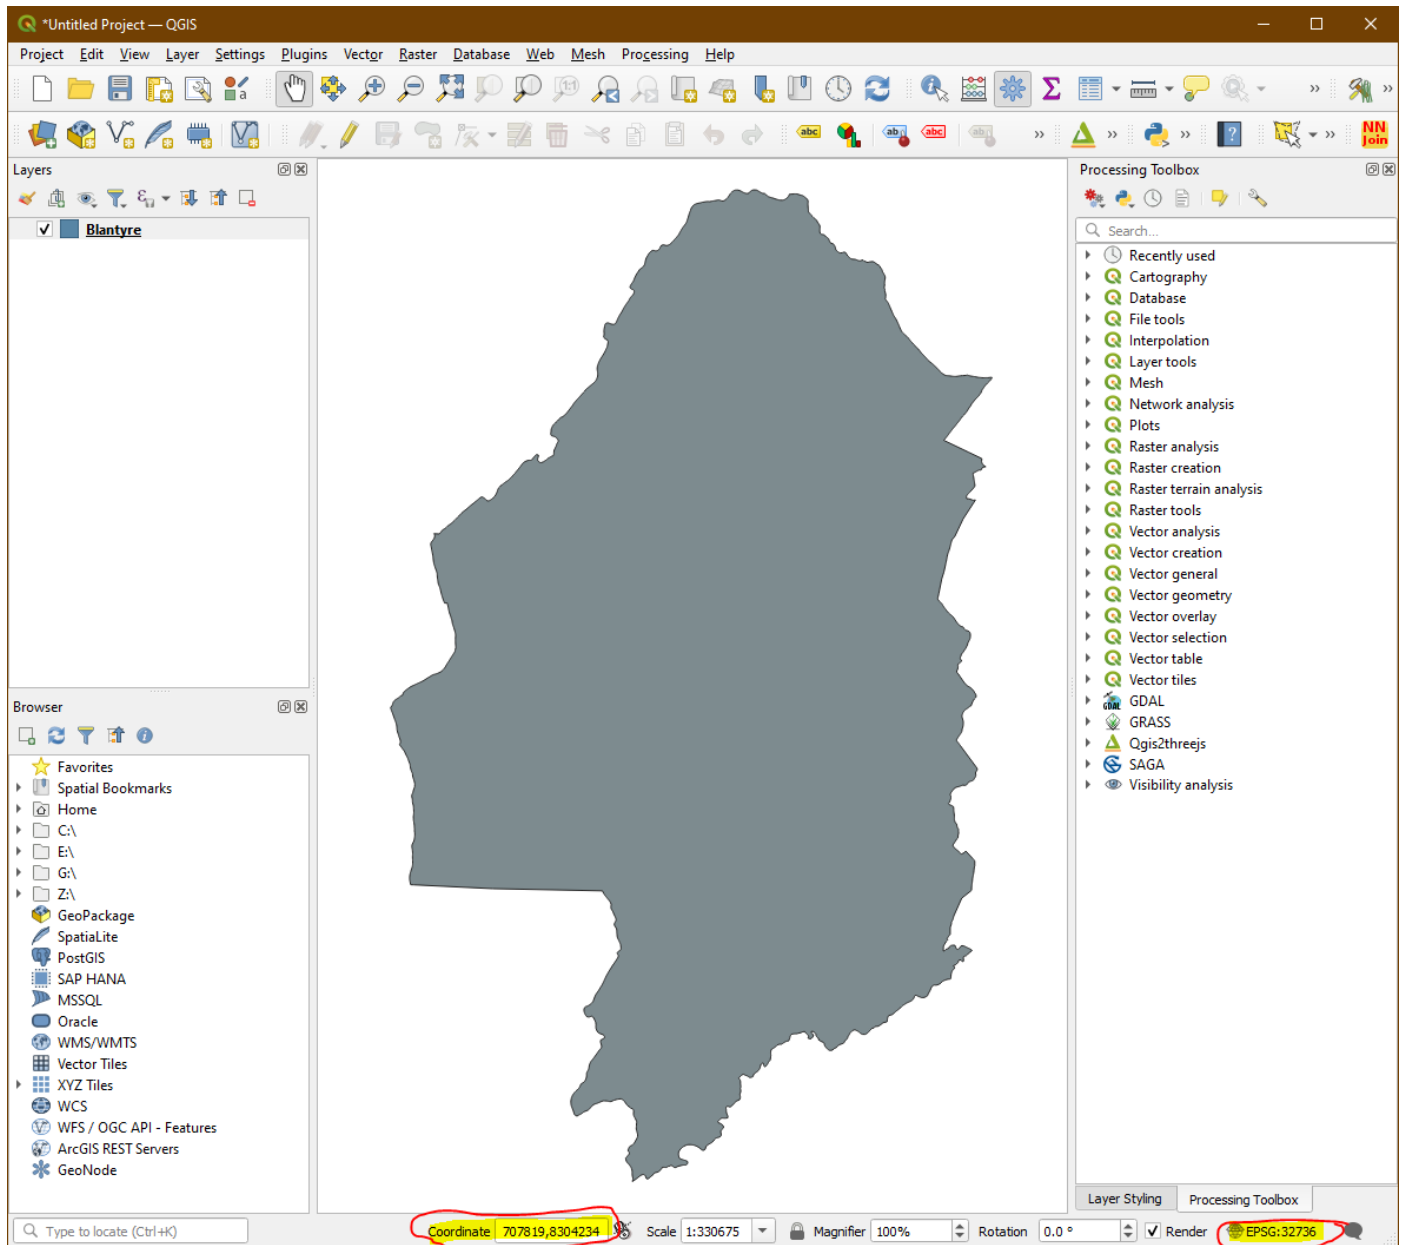 *Untitled Project — QGIS
Project Edit View Layer Settings Plugins Vector Raster Database Web Mesh Processing Help
1:1
a
abc ab abc ab ? NN Join
Layers
Blantyre
Processing Toolbox
Search...
Recently used
Cartography
Database
File tools
Interpolation
Layer tools
Mesh
Network analysis
Plots
Raster analysis
Raster creation
Raster terrain analysis
Raster tools
Vector analysis
Vector creation
Vector general
Vector geometry
Vector overlay
Vector selection
Vector table
Vector tiles
GDAL
GRASS
Qgis2threejs
SAGA
Visibility analysis
Browser
Favorites
Spatial Bookmarks
Home
C:\
E:\
G:\
Z:\
GeoPackage
SpatiaLite
PostGIS
SAP HANA
MSSQL
Oracle
WMS/WMTS
Vector Tiles
XYZ Tiles
WCS
WFS / OGC API - Features
ArcGIS REST Servers
GeoNode
Layer Styling Processing Toolbox
Type to locate (Ctrl+K) Coordinate 707819,8304234 Scale 1:330675 Magnifier 100% Rotation 0.0 ° Render EPSG:32736